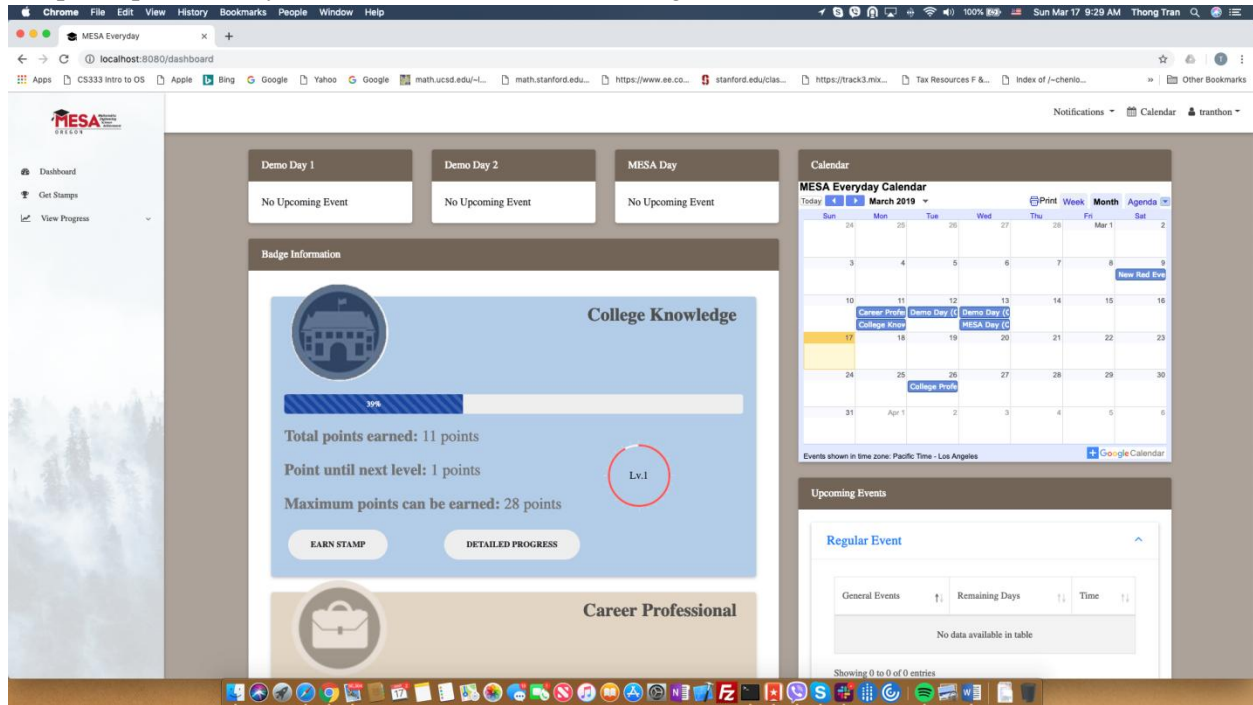 Chrome File Edit View History Bookmarks People Window Help 100% Sun Mar 17 9:29 AM Thong Tran
MESA Everyday
localhost:8080/dashboard
Apps CS333 Intro to OS Apple Bing Google Yahoo Google math.ucsd.edu/~l... math.stanford.edu... https://www.ee.co... stanford.edu/clas... https://track3.mix... Tax Resources F &... Index of /~chenlo... » Other Bookmarks
MESA
OREGON
Notifications Calendar tranthon
Dashboard
Get Stamps
View Progress
Demo Day 1
No Upcoming Event
Demo Day 2
No Upcoming Event
MESA Day
No Upcoming Event
Badge Information
College Knowledge
39%
Total points earned: 11 points
Point until next level: 1 points
Maximum points can be earned: 28 points
Lv.1
EARN STAMP DETAILED PROGRESS
Career Professional
Calendar
MESA Everyday Calendar
Today March 2019 Print Week Month Agenda
Sun Mon Tue Wed Thu Fri Sat
24 25 26 27 28 Mar 1 2
3 4 5 6 7 8 9
New Rad Eve
10 11 12 13 14 15 16
Career Profe Demo Day (C Demo Day (C
College Know MESA Day (C
17 18 19 20 21 22 23
24 25 26 27 28 29 30
College Profe
31 Apr 1 2 3 4 5 6
Events shown in time zone: Pacific Time - Los Angeles
Google Calendar
Upcoming Events
Regular Event
General Events Remaining Days Time
No data available in table
Showing 0 to 0 of 0 entries